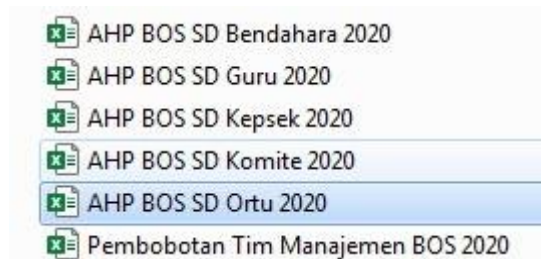 AHP BOS SD Bendahara 2020
AHP BOS SD Guru 2020
AHP BOS SD Kepsek 2020
AHP BOS SD Komite 2020
AHP BOS SD Ortu 2020
Pembobotan Tim Manajemen BOS 2020